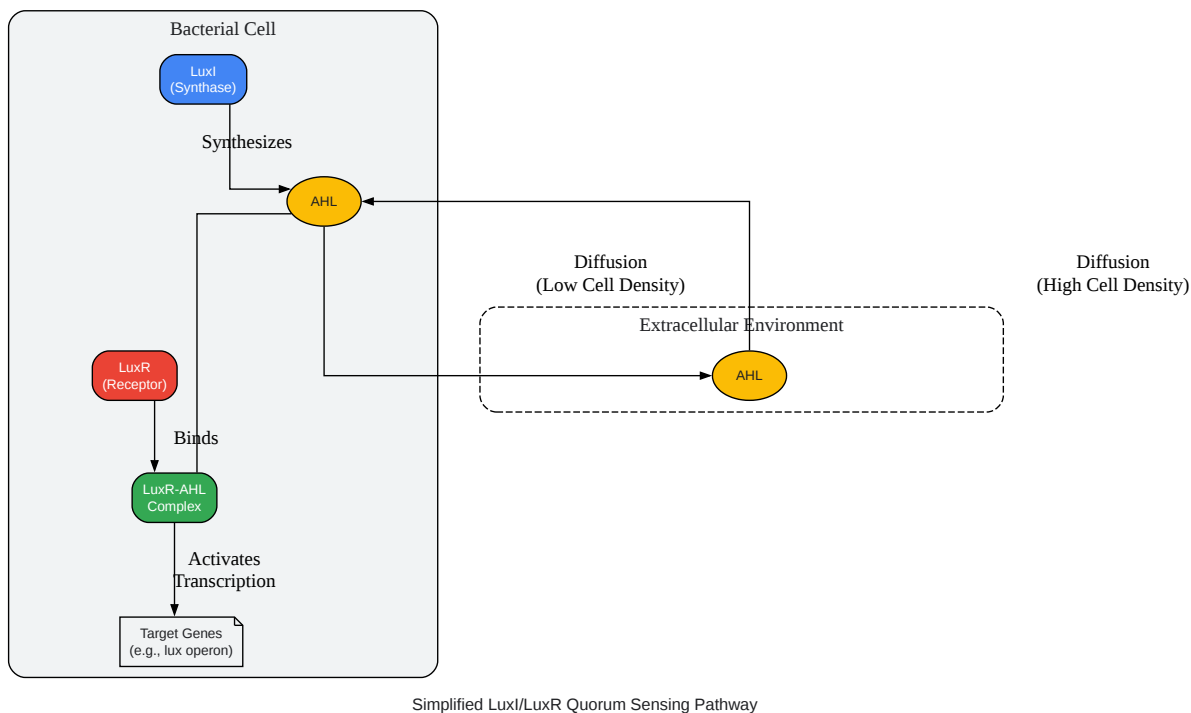 Bacterial Cell
LuxI
(Synthase)
Synthesizes
AHL
Diffusion
(Low Cell Density)
Diffusion
(High Cell Density)
Extracellular Environment
AHL
LuxR
(Receptor)
Binds
LuxR-AHL
Complex
Activates
Transcription
Target Genes
(e.g., lux operon)
Simplified LuxI/LuxR Quorum Sensing Pathway